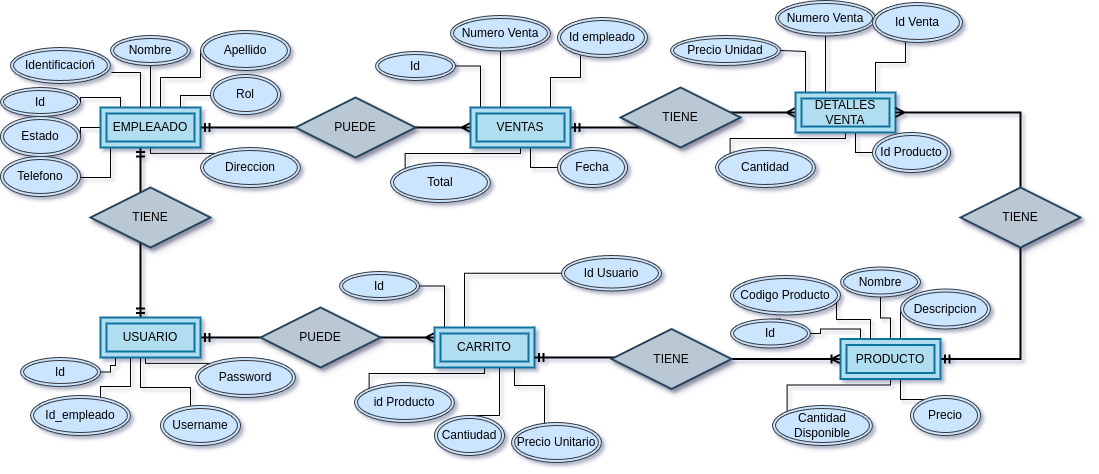 Numero Venta
Id Venta
Numero Venta
Id empleado
Nombre
Apellido
Precio Unidad
Identificacioń
Id
Rol
Id
EMPLEAADO
PUEDE
VENTAS
TIENE
DETALLES
VENTA
Estado
Telefono
Direccion
Total
Fecha
Cantidad
Id Producto
TIENE
TIENE
Id
Id Usuario
Codigo Producto
Nombre
Descripcion
Id
USUARIO
PUEDE
CARRITO
TIENE
PRODUCTO
Id
Password
id Producto
Id_empleado
Username
Cantiudad
Precio Unitario
Cantidad
Disponible
Precio